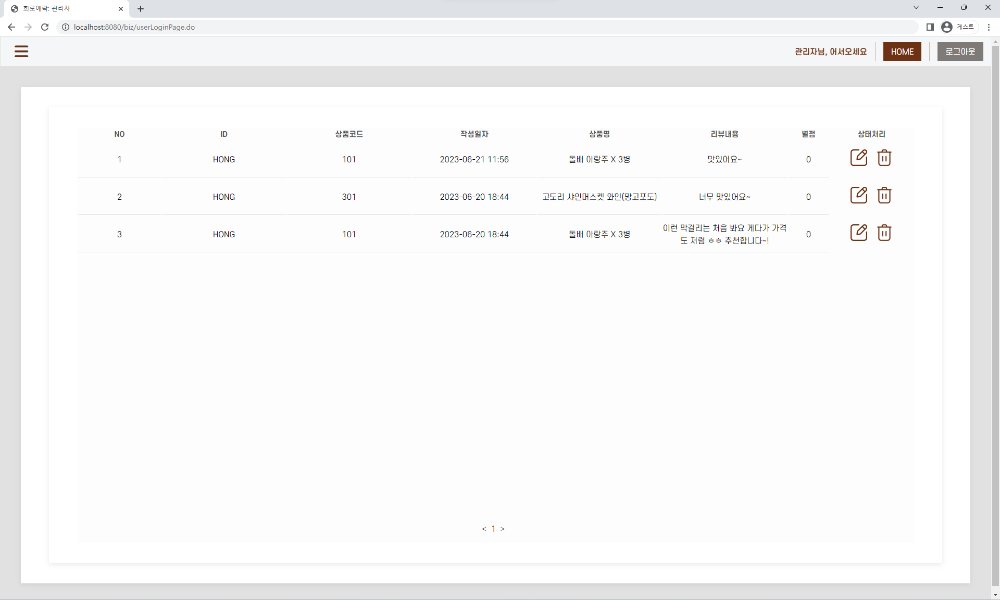 희로애락: 관리자
localhost:8080/biz/userLoginPage.do
게스트
관리자님, 어서오세요
HOME
로그아웃
NO ID 상품코드 작성일자 상품명 리뷰내용 별점 상태처리
1 HONG 101 2023-06-21 11:56 돌배 아랑주 X 3병 맛있어요~ 0
2 HONG 301 2023-06-20 18:44 고도리 샤인머스켓 와인(망고포도) 너무 맛있어요~ 0
3 HONG 101 2023-06-20 18:44 돌배 아랑주 X 3병 이런 막걸리는 처음 봐요 게다가 가격
도 저렴 ㅎㅎ 추천합니다~! 0
< 1 >